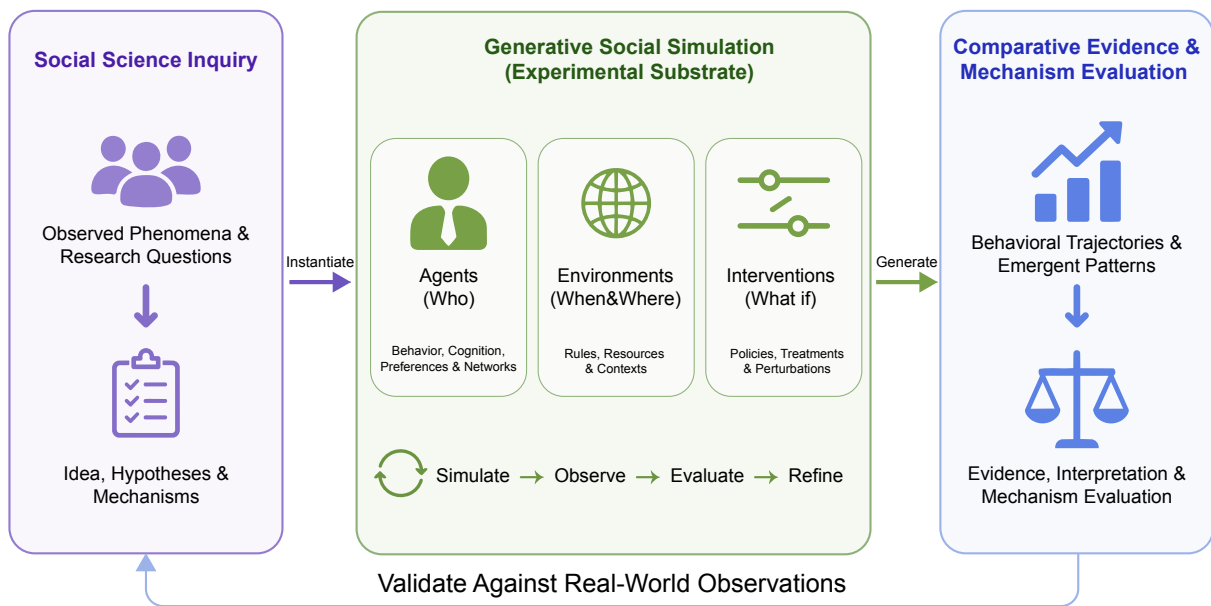 Social Science Inquiry
Observed Phenomena &
Research Questions
Idea, Hypotheses &
Mechanisms
Instantiate
Generative Social Simulation
(Experimental Substrate)
Agents
(Who)
Behavior, Cognition,
Preferences & Networks
Environments
(When&Where)
Rules, Resources
& Contexts
Interventions
(What if)
Policies, Treatments
& Perturbations
Simulate → Observe → Evaluate → Refine
Generate
Comparative Evidence &
Mechanism Evaluation
Behavioral Trajectories &
Emergent Patterns
Evidence, Interpretation &
Mechanism Evaluation
Validate Against Real-World Observations